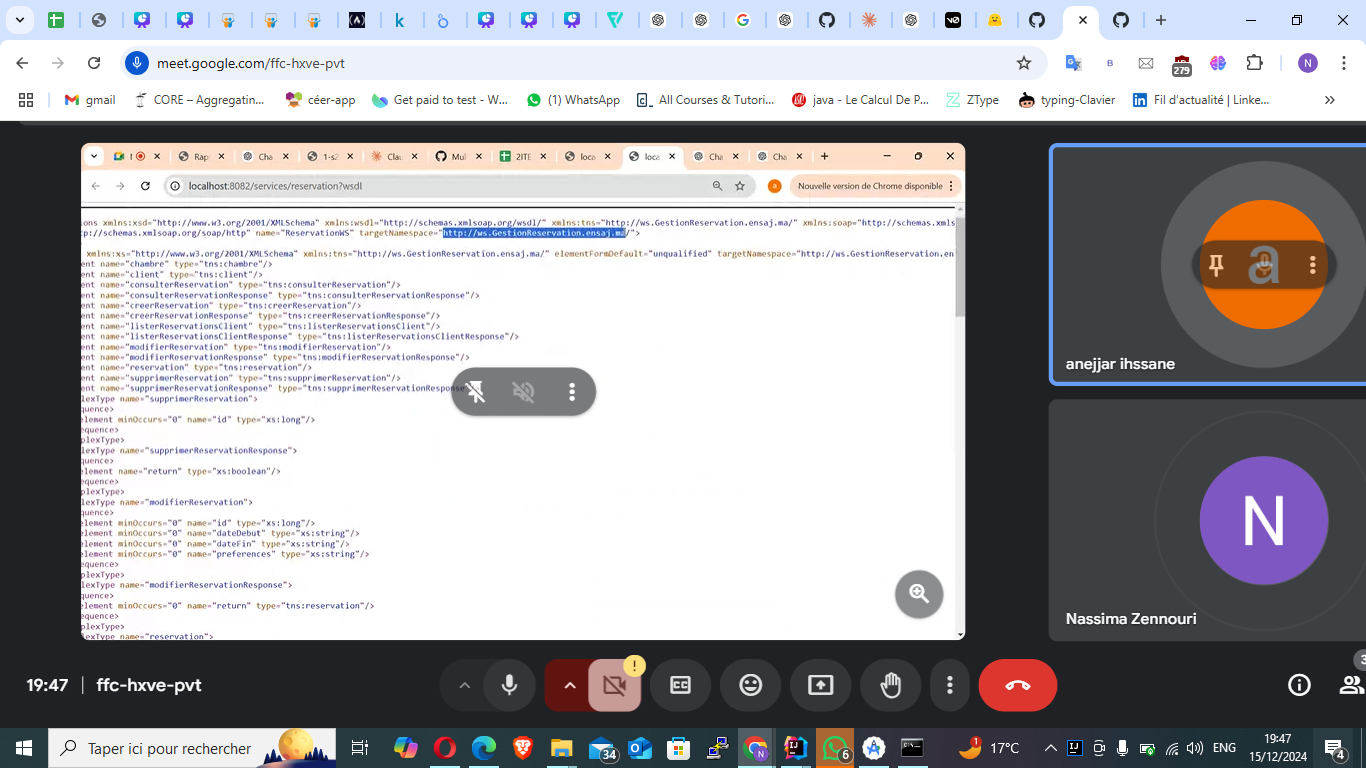 meet.google.com/ffc-hxve-pvt
279
N
gmail
CORE – Aggregatin...
céer-app
Get paid to test - W...
(1) WhatsApp
All Courses & Tutori...
java - Le Calcul De P...
ZType
typing-Clavier
Fil d'actualité | Linke...
Rap
Cha
1-s2
Clau
Mul
2ITE
loca
loca
Cha
Cha
localhost:8082/services/reservation?wsdl
a
Nouvelle version de Chrome disponible
ons xmlns:xsd="http://www.w3.org/2001/XMLSchema" xmlns:wsdl="http://schemas.xmlsoap.org/wsdl/" xmlns:tns="http://ws.GestionReservation.ensaj.ma/" xmlns:soap="http://schemas.xmls
p://schemas.xmlsoap.org/soap/http" name="ReservationWS" targetNamespace="http://ws.GestionReservation.ensaj.ma/">
xmlns:xs="http://www.w3.org/2001/XMLSchema" xmlns:tns="http://ws.GestionReservation.ensaj.ma/" elementFormDefault="unqualified" targetNamespace="http://ws.GestionReservation.en
ent name="chambre" type="tns:chambre"/>
ent name="client" type="tns:client"/>
ent name="consulterReservation" type="tns:consulterReservation"/>
ent name="consulterReservationResponse" type="tns:consulterReservationResponse"/>
ent name="creerReservation" type="tns:creerReservation"/>
ent name="creerReservationResponse" type="tns:creerReservationResponse"/>
ent name="listerReservationsClient" type="tns:listerReservationsClient"/>
ent name="listerReservationsClientResponse" type="tns:listerReservationsClientResponse"/>
ent name="modifierReservation" type="tns:modifierReservation"/>
ent name="modifierReservationResponse" type="tns:modifierReservationResponse"/>
ent name="reservation" type="tns:reservation"/>
ent name="supprimerReservation" type="tns:supprimerReservation"/>
ent name="supprimerReservationResponse" type="tns:supprimerReservationResponse"
plexType name="supprimerReservation">
quence>
element minOccurs="0" name="id" type="xs:long"/>
equence>
plexType>
plexType name="supprimerReservationResponse">
quence>
element name="return" type="xs:boolean"/>
equence>
plexType>
plexType name="modifierReservation">
quence>
element minOccurs="0" name="id" type="xs:long"/>
element minOccurs="0" name="dateDebut" type="xs:string"/>
element minOccurs="0" name="dateFin" type="xs:string"/>
element minOccurs="0" name="preferences" type="xs:string"/>
equence>
plexType>
plexType name="modifierReservationResponse">
quence>
element minOccurs="0" name="return" type="tns:reservation"/>
equence>
plexType>
plexType name="reservation">
a
anejjar ihssane
N
Nassima Zennouri
19:47 | ffc-hxve-pvt
CC
3
Taper ici pour rechercher
34
6
1
17°C
ENG
19:47
15/12/2024
4